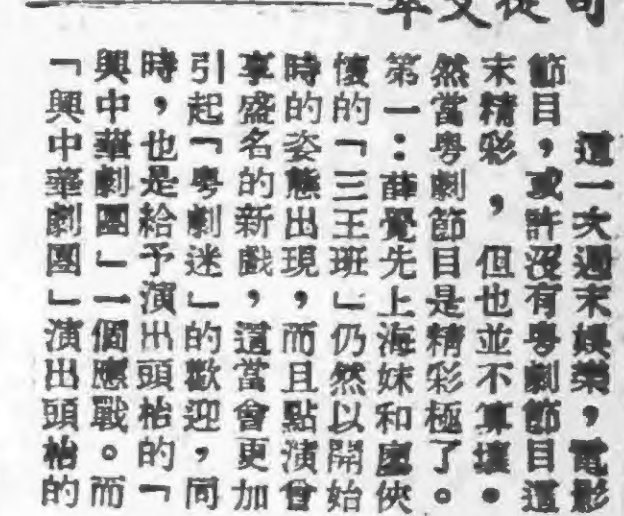 這一次週末娛樂，電影
節目，或許沒有粵劇節目這
末精彩，但也並不算壞。
然當粵劇節目是精彩極了。
第一：薛覺先上海妹和廖俠
懷的「三王班」仍然以開始
時的姿態出現，而且點演曾
享盛名的新戲，這當會更加
引起「粵劇迷」的歡迎，同
時，也是給予演出頭枱的「
興中華劇團」一個應戰。而
「興中華劇團」演出頭枱的